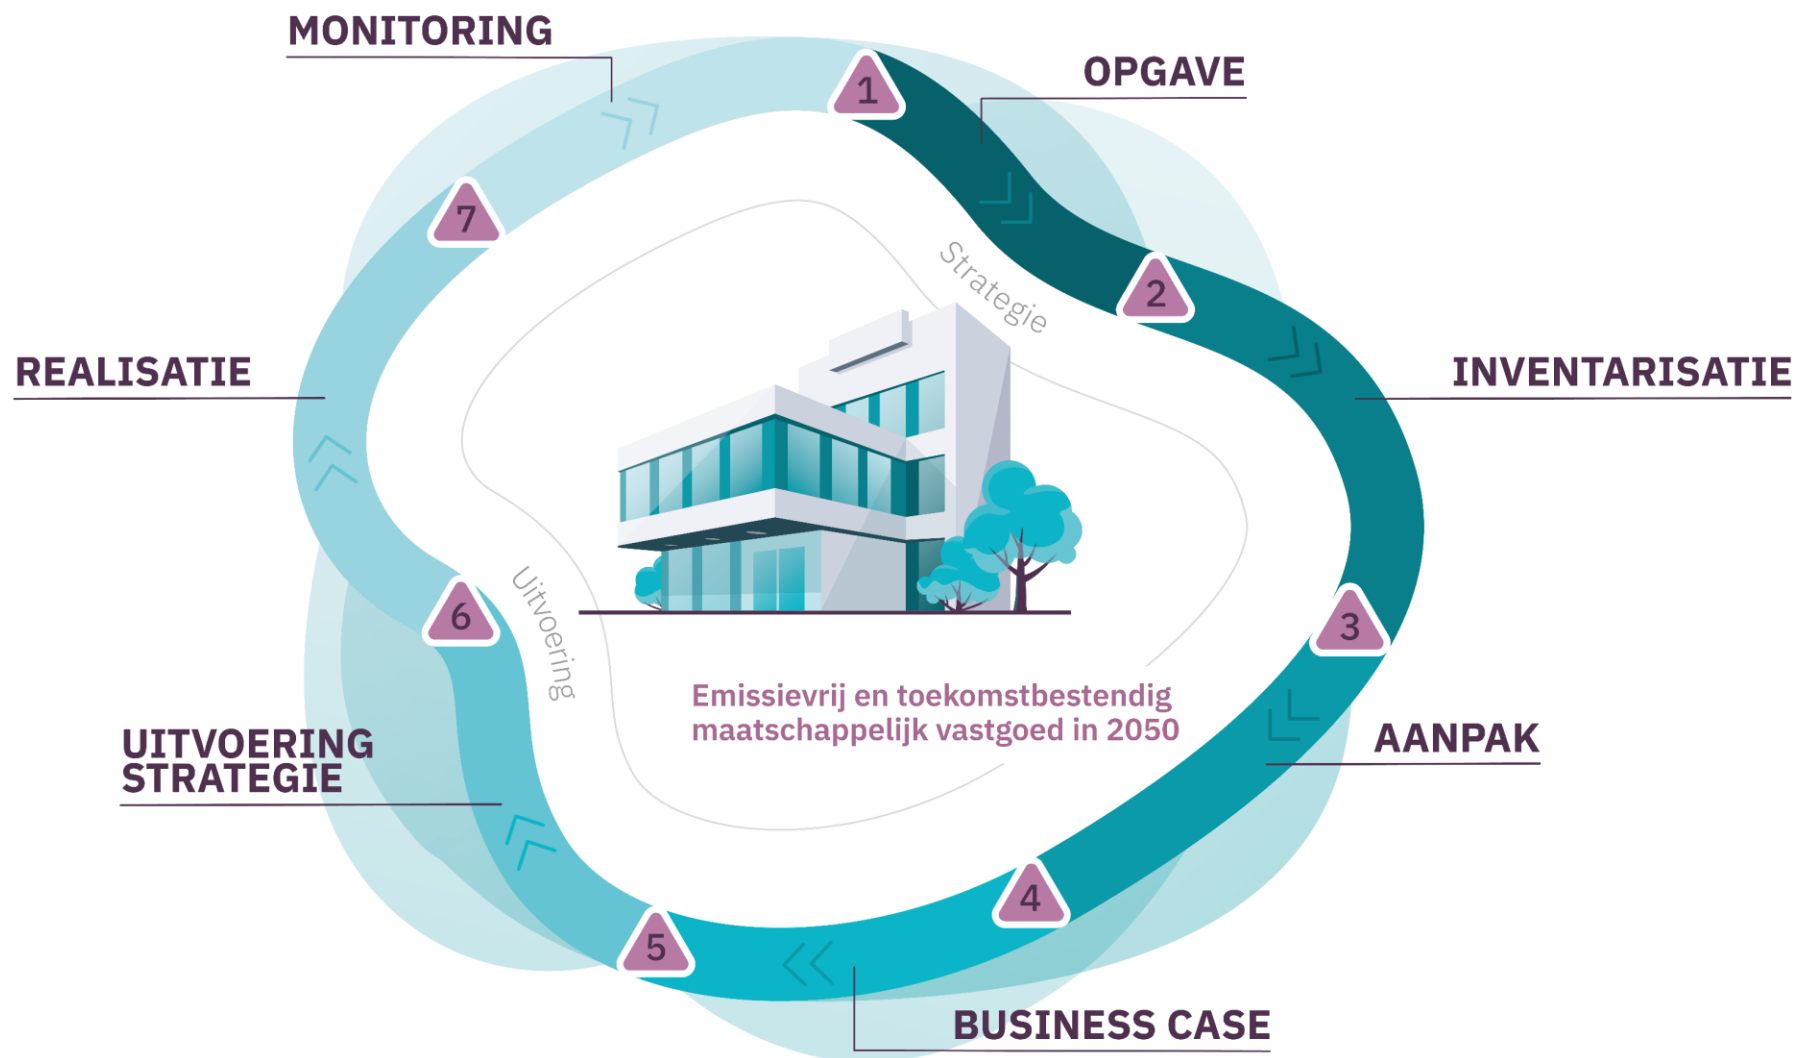 MONITORING
OPGAVE
1
7
2
Strategie
REALISATIE
INVENTARISATIE
Uitvoering
6
3
Emissievrij en toekomstbestendig
maatschappelijk vastgoed in 2050
UITVOERING
STRATEGIE
AANPAK
4
5
BUSINESS CASE